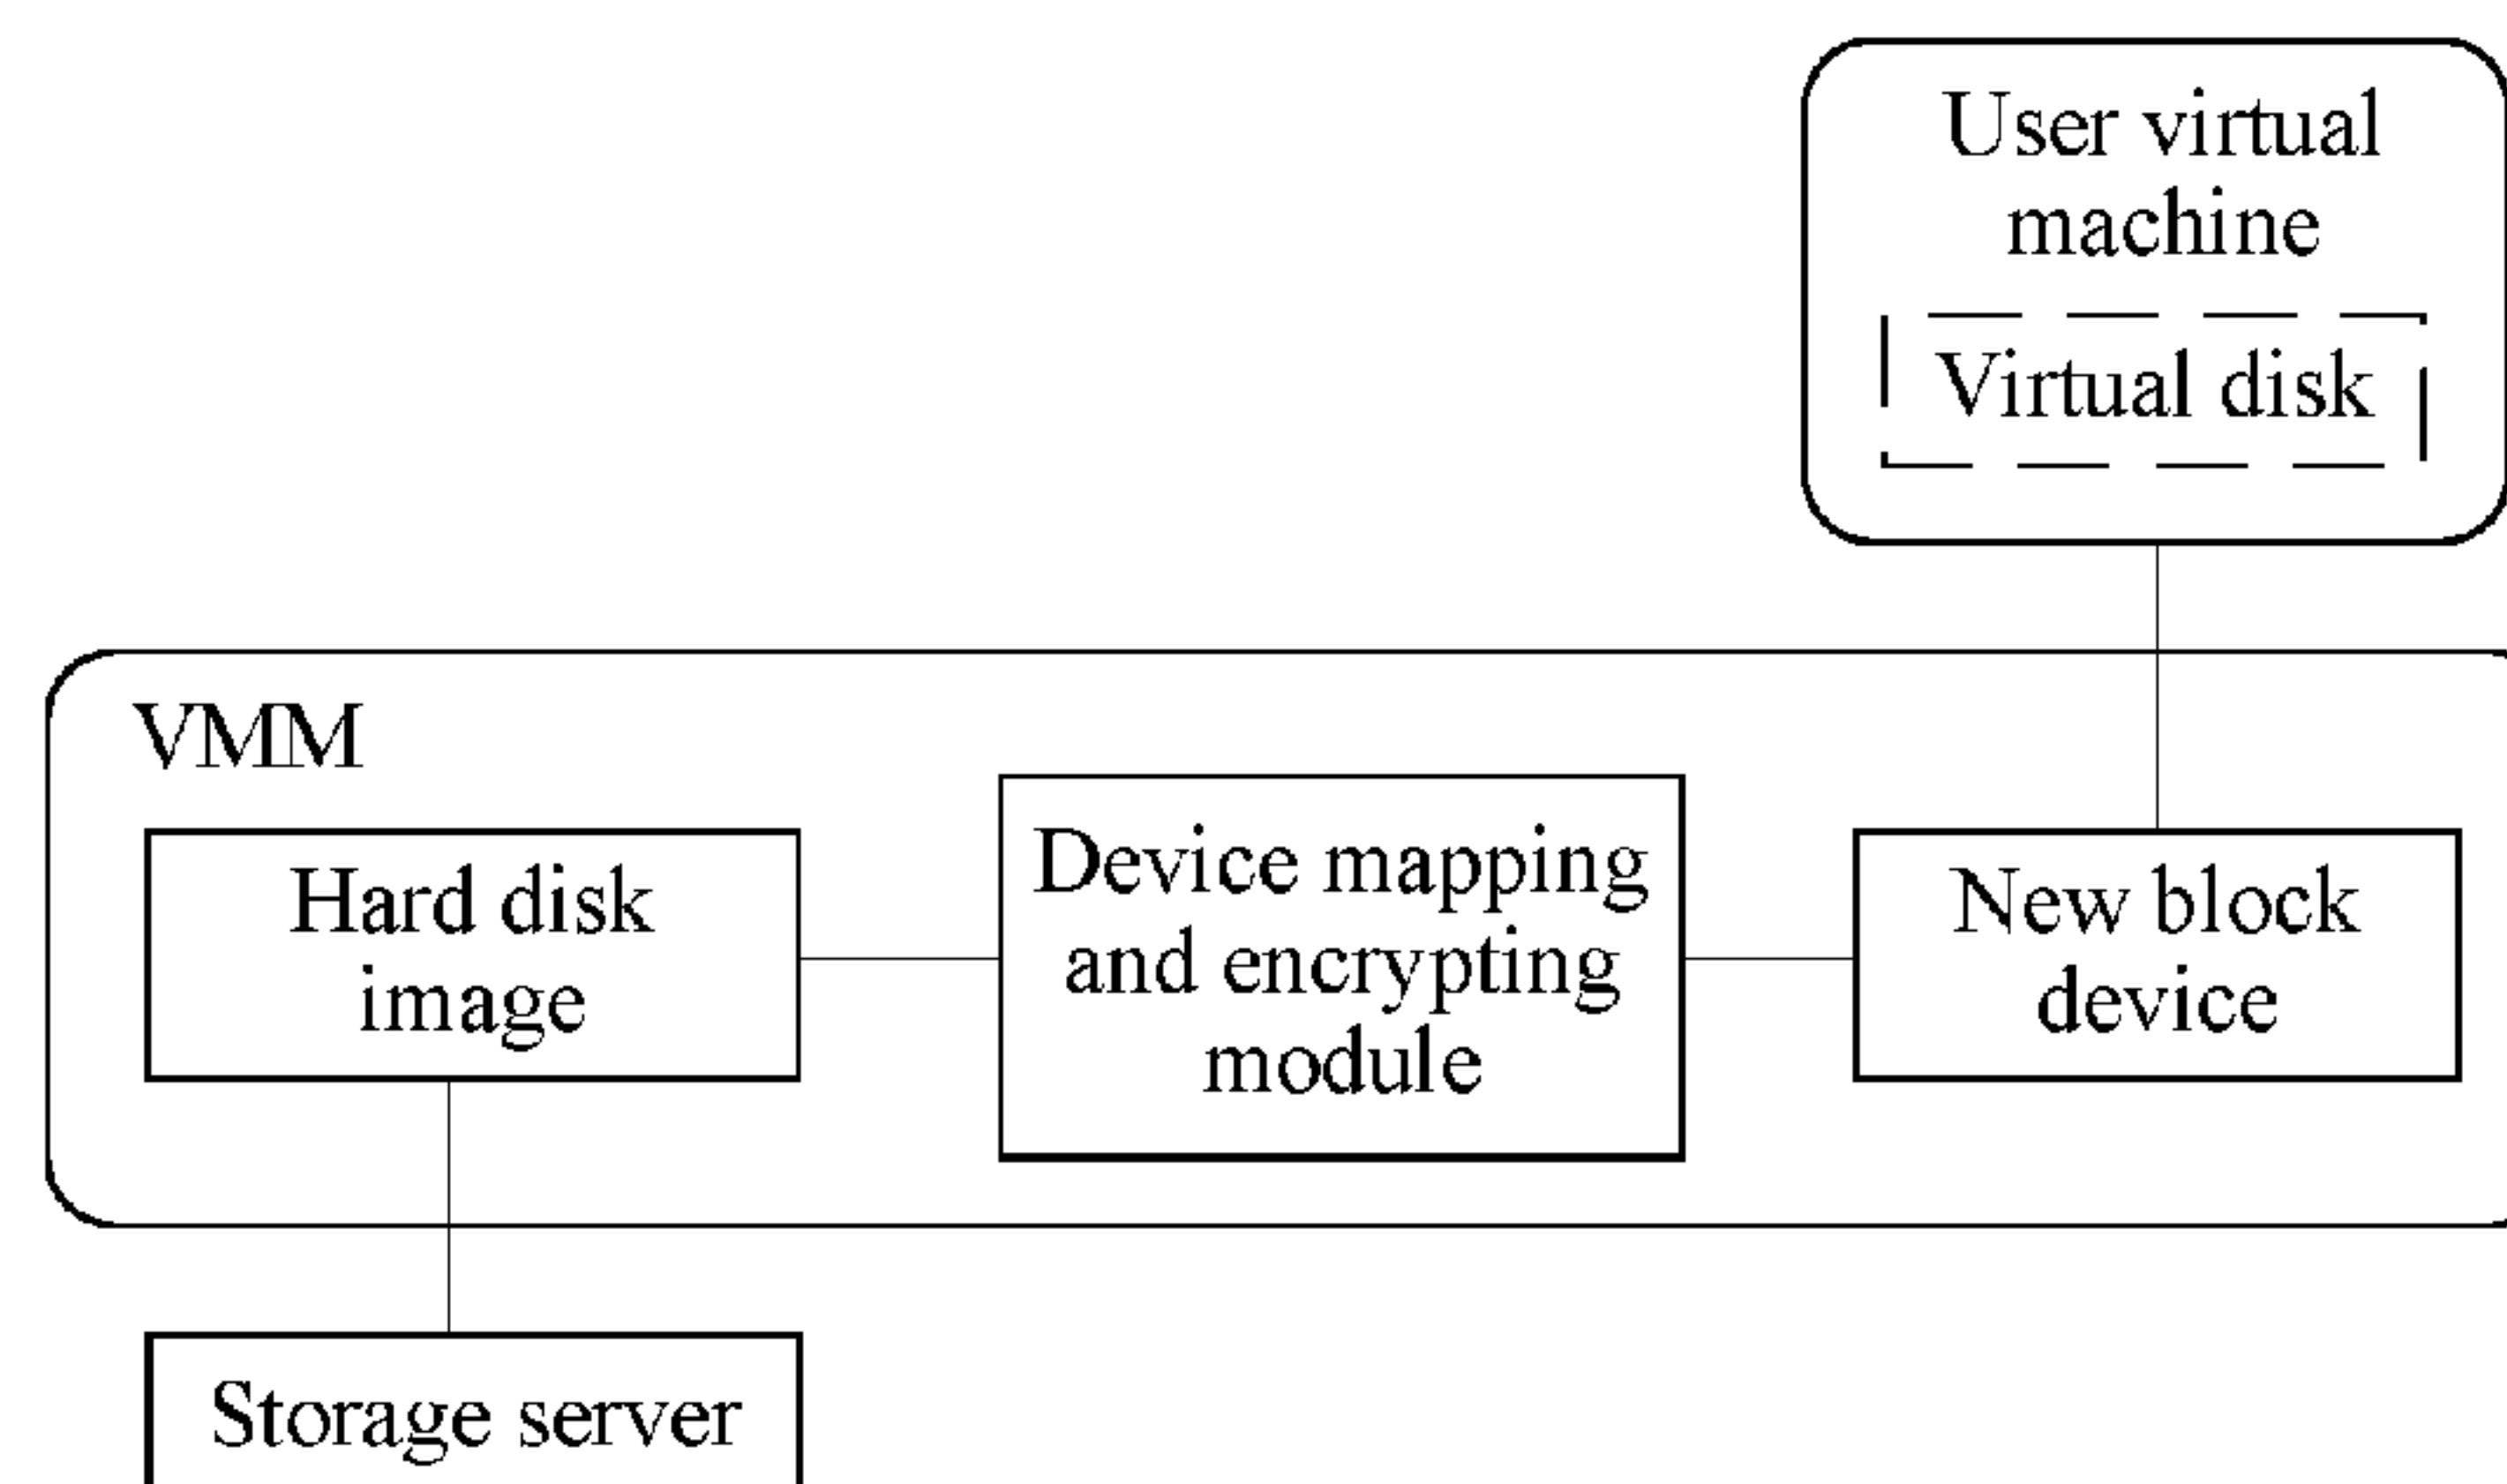 User virtual
machine
Virtual disk
VMM
Hard disk
image
Device mapping
and encrypting
module
New block
device
Storage server